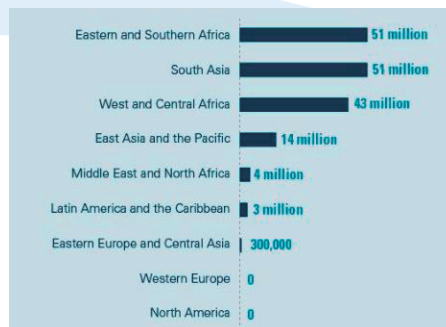 Eastern and Southern Africa 51 million
South Asia 51 million
West and Central Africa 43 million
East Asia and the Pacific 14 million
Middle East and North Africa 4 million
Latin America and the Caribbean 3 million
Eastern Europe and Central Asia 300,000
Western Europe 0
North America 0